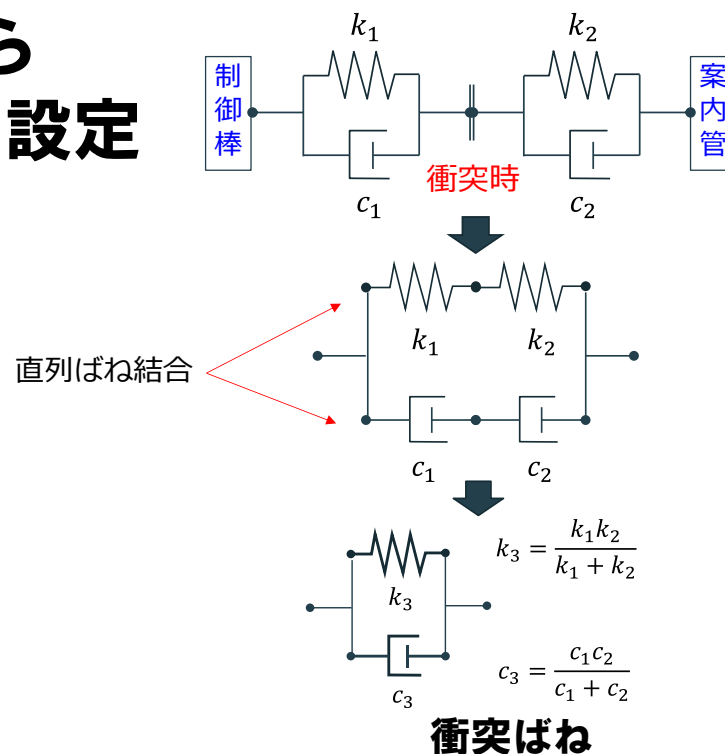 ら
設定
k₁
k₂
制御棒
案内管
衝突時
c₁
c₂
k₁
k₂
直列ばね結合
c₁
c₂
k₃ = k₁k₂ / (k₁ + k₂)
k₃
c₃ = c₁c₂ / (c₁ + c₂)
c₃
衝突ばね